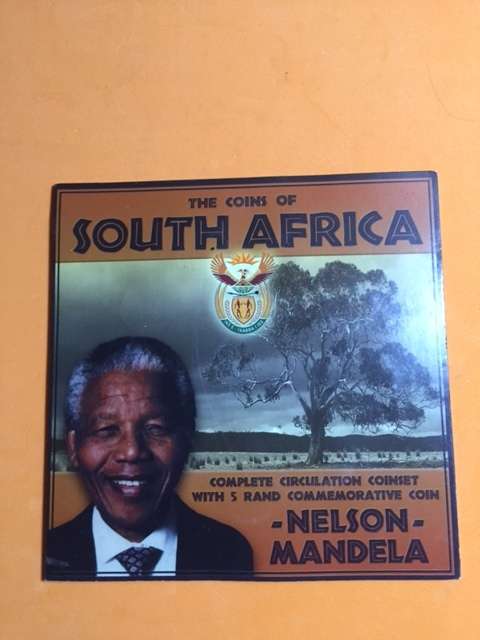 THE COINS OF
SOUTH AFRICA
COMPLETE CIRCULATION COINSET
WITH 5 RAND COMMEMORATIVE COIN
-NELSON-
MANDELA